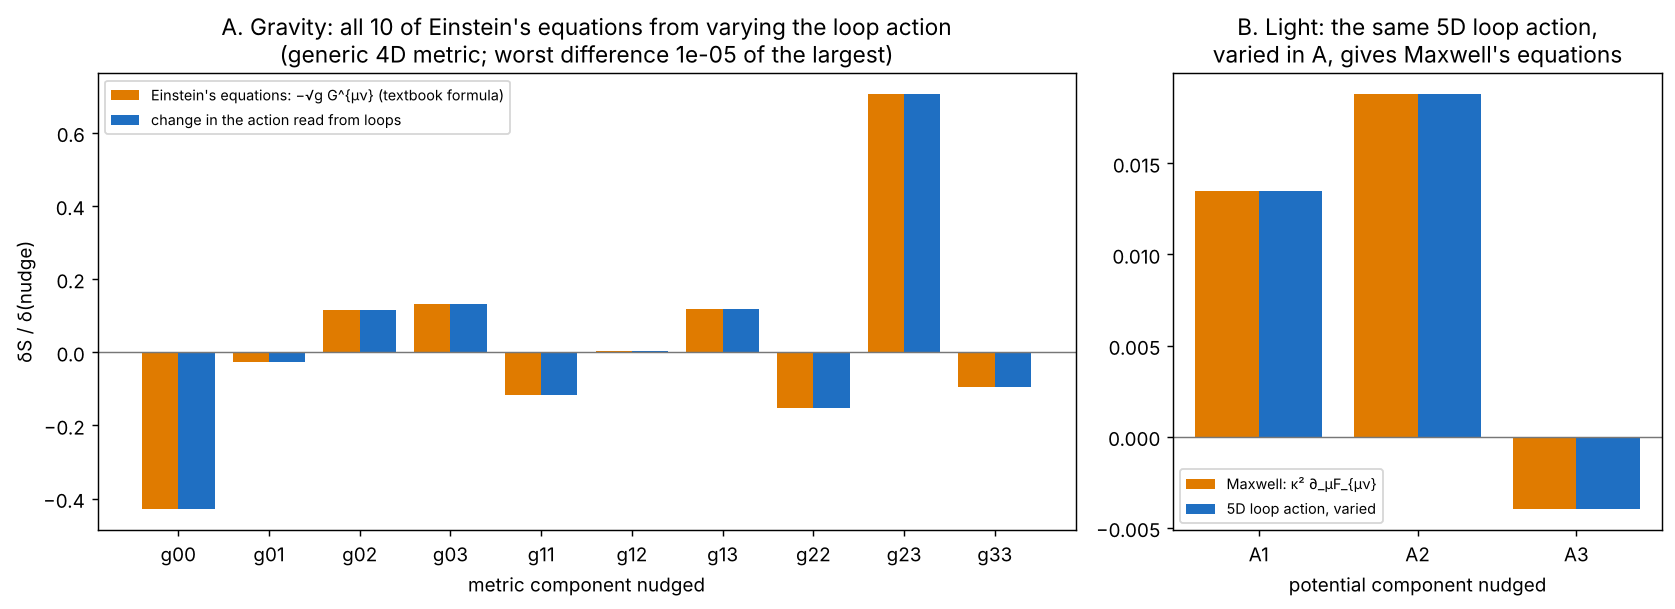 A. Gravity: all 10 of Einstein's equations from varying the loop action
(generic 4D metric; worst difference 1e-05 of the largest)
Einstein's equations: −√g G^{μν} (textbook formula)
change in the action read from loops
δS / δ(nudge)
0.6
0.4
0.2
0.0
−0.2
−0.4
g00 g01 g02 g03 g11 g12 g13 g22 g23 g33
metric component nudged
B. Light: the same 5D loop action,
varied in A, gives Maxwell's equations
0.015
0.010
0.005
0.000
−0.005
Maxwell: κ² ∂_μF_{μν}
5D loop action, varied
A1 A2 A3
potential component nudged